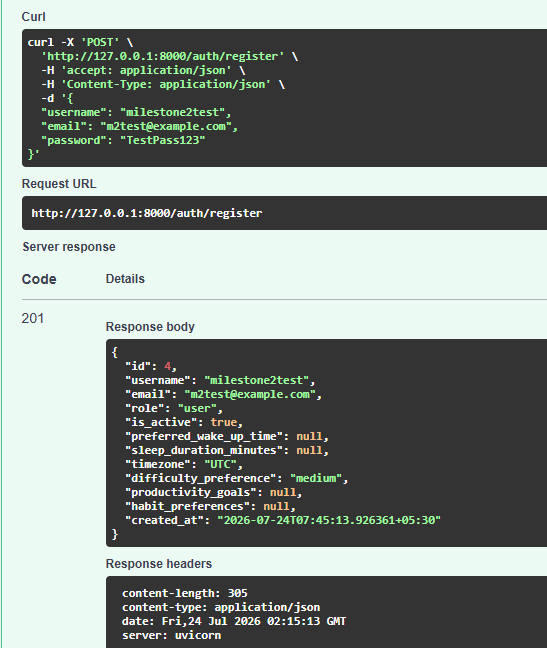 Curl
curl -X 'POST' \
  'http://127.0.0.1:8000/auth/register' \
  -H 'accept: application/json' \
  -H 'Content-Type: application/json' \
  -d '{
  "username": "milestone2test",
  "email": "m2test@example.com",
  "password": "TestPass123"
}'
Request URL
http://127.0.0.1:8000/auth/register
Server response
Code Details
201
Response body
{
  "id": 4,
  "username": "milestone2test",
  "email": "m2test@example.com",
  "role": "user",
  "is_active": true,
  "preferred_wake_up_time": null,
  "sleep_duration_minutes": null,
  "timezone": "UTC",
  "difficulty_preference": "medium",
  "productivity_goals": null,
  "habit_preferences": null,
  "created_at": "2026-07-24T07:45:13.926361+05:30"
}
Response headers
content-length: 305
content-type: application/json
date: Fri,24 Jul 2026 02:15:13 GMT
server: uvicorn